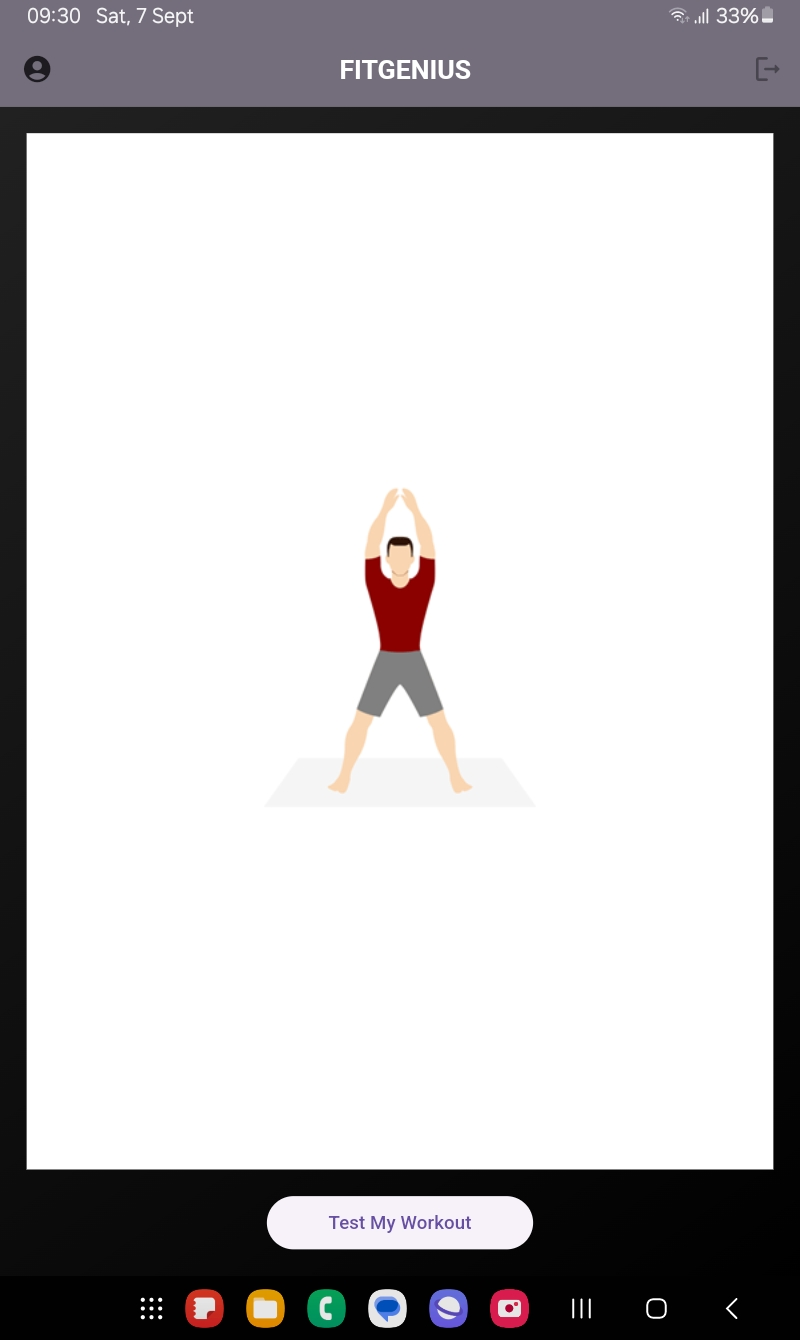 09:30 Sat, 7 Sept 33%
FITGENIUS
Test My Workout